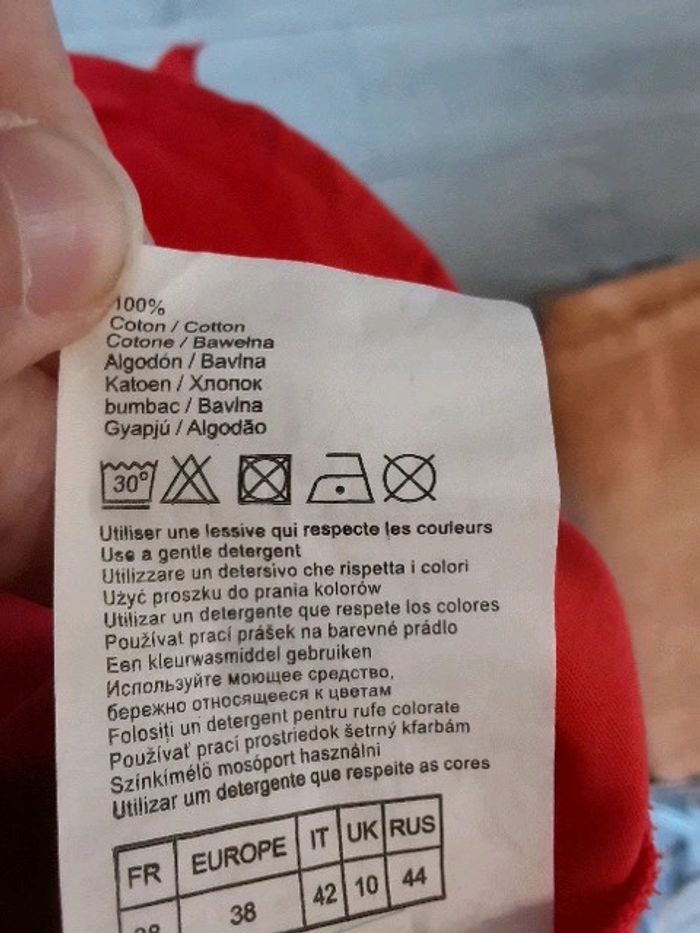 100%
Coton / Cotton
Cotone / Bawełna
Algodón / Bavlna
Katoen / Хлопок
bumbac / Bavlna
Gyapjú / Algodão
30°
Utiliser une lessive qui respecte les couleurs
Use a gentle detergent
Utilizzare un detersivo che rispetta i colori
Użyć proszku do prania kolorów
Utilizar un detergente que respete los colores
Používat prací prášek na barevné prádlo
Een kleurwasmiddel gebruiken
Используйте моющее средство,
бережно относящееся к цветам
Folosiți un detergent pentru rufe colorate
Používať prací prostriedok šetrný kfarbám
Színkímélö mosóport használni
Utilizar um detergente que respeite as cores
FR EUROPE IT UK RUS
38 42 10 44